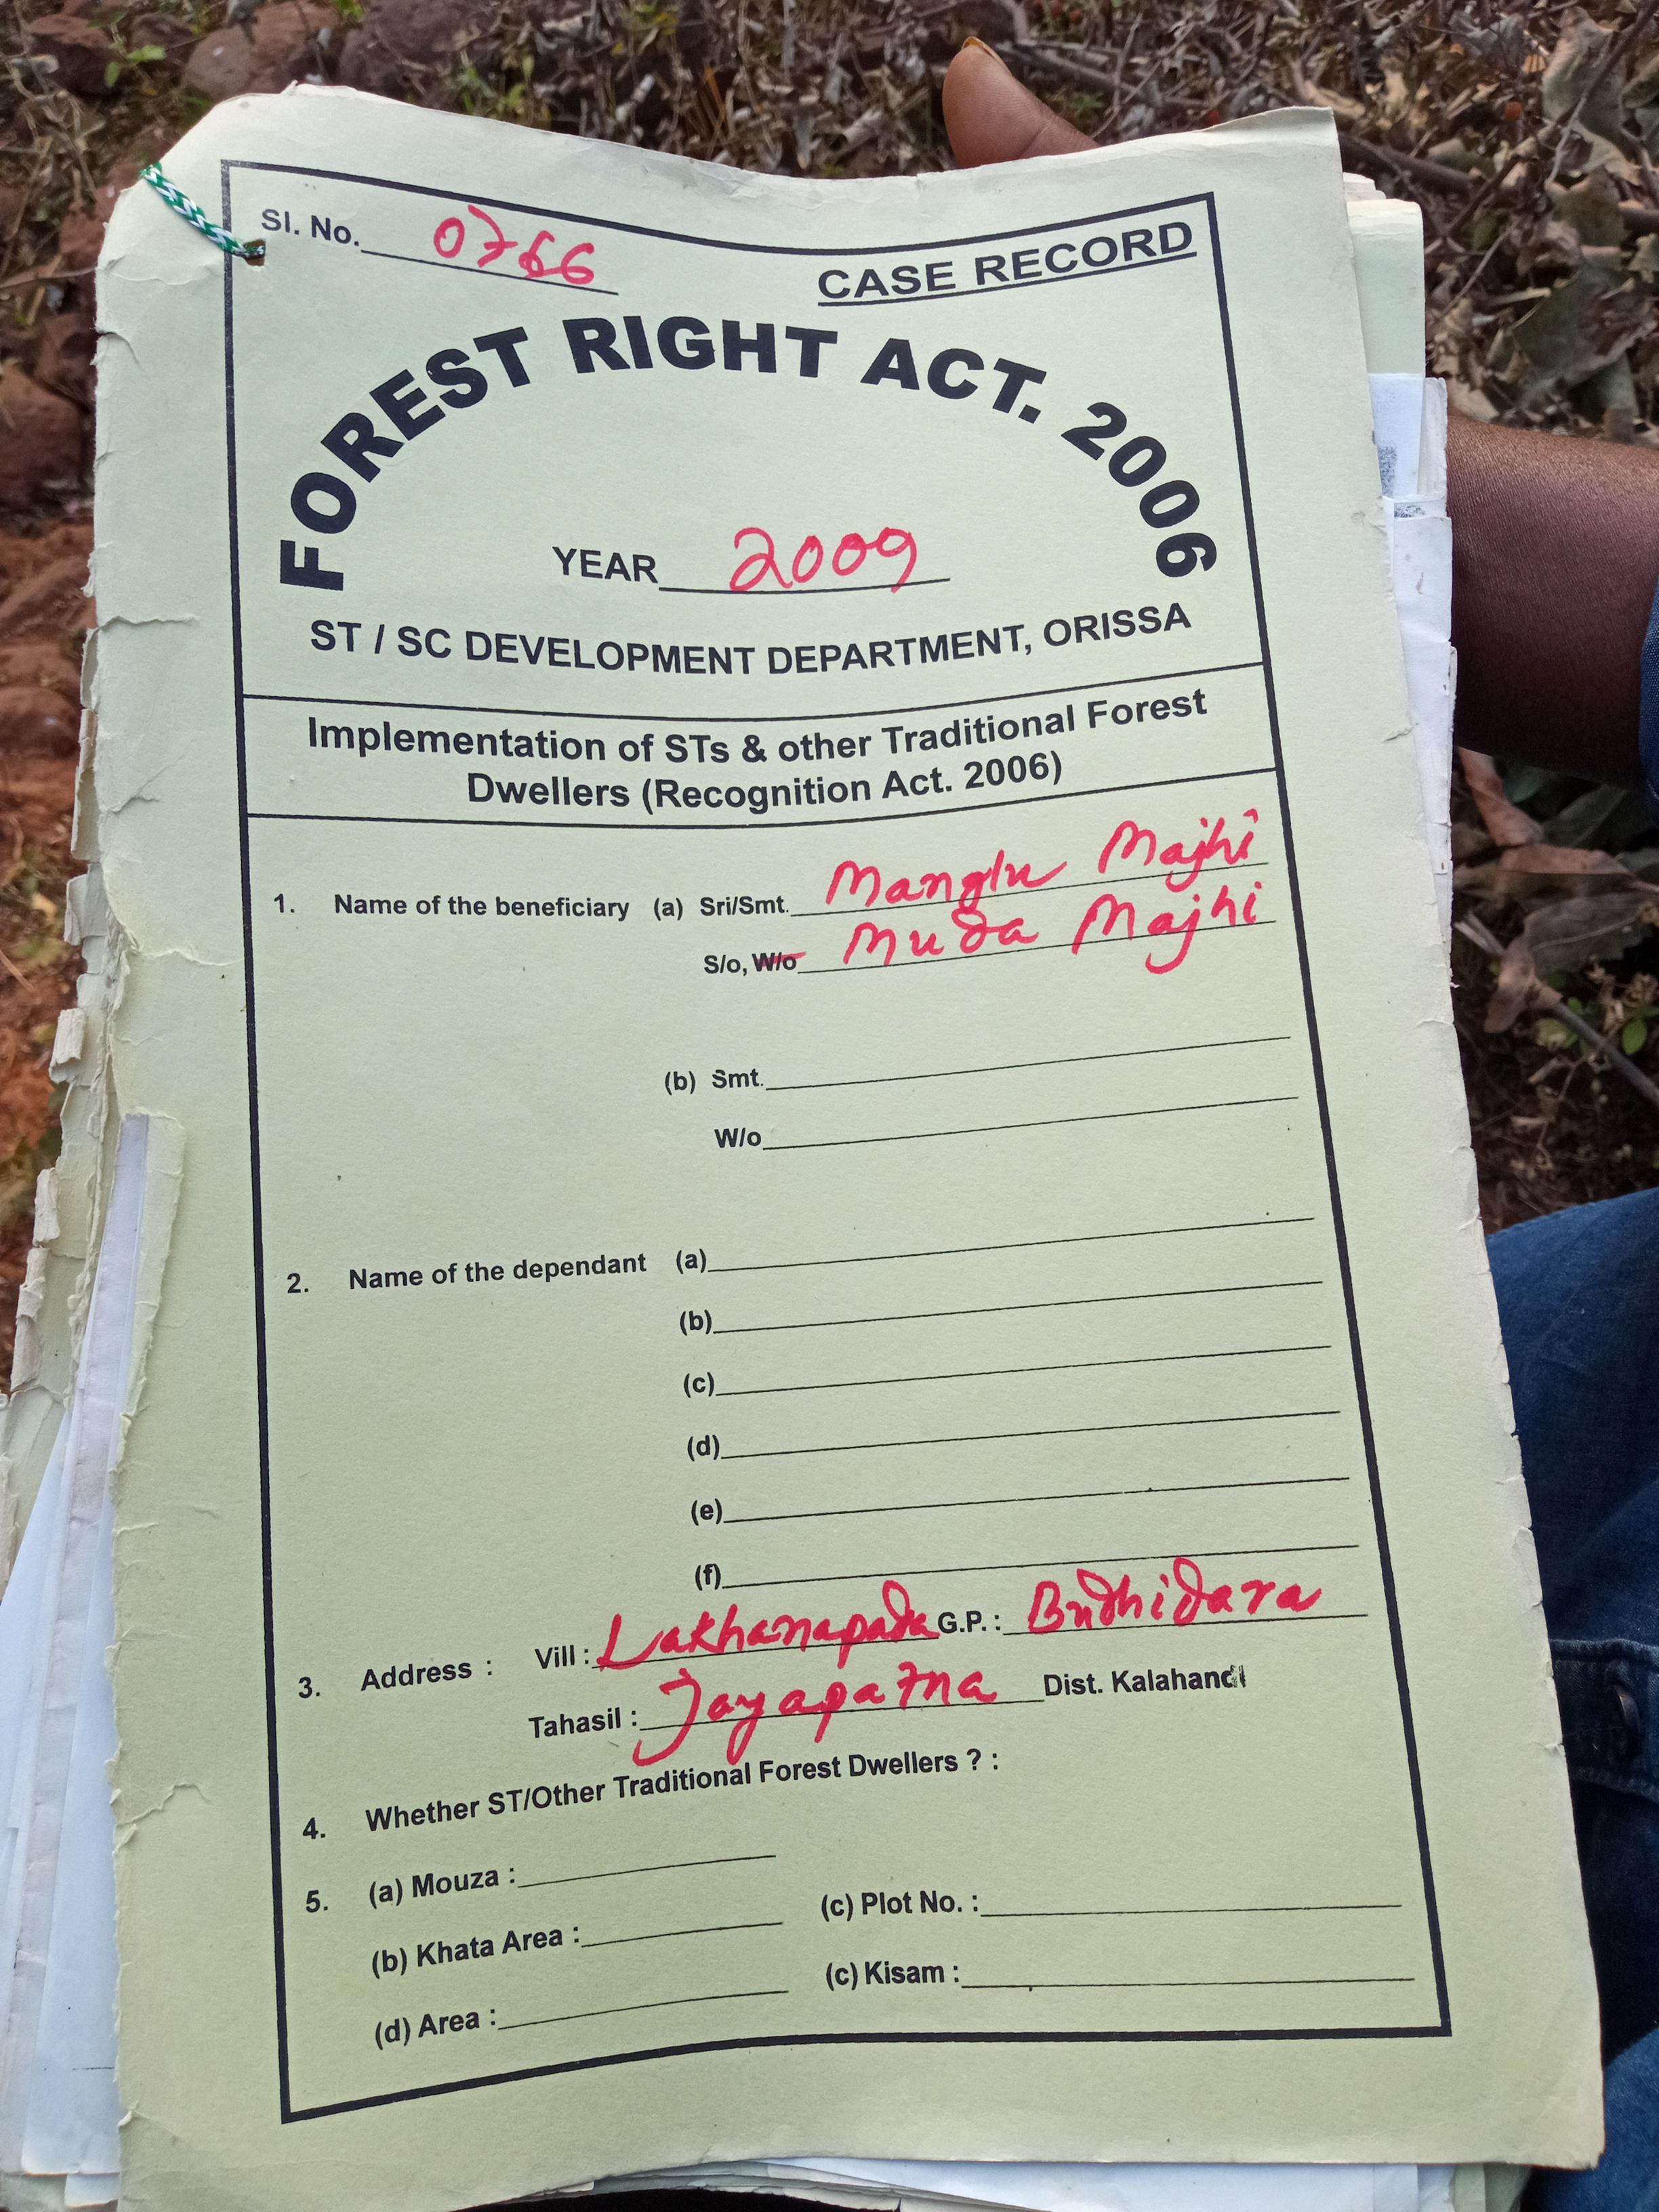 Sl. No. 0766
CASE RECORD
FOREST RIGHT ACT. 2006
YEAR 2009
ST / SC DEVELOPMENT DEPARTMENT, ORISSA
Implementation of STs & other Traditional Forest
Dwellers (Recognition Act. 2006)
1. Name of the beneficiary (a) Sri/Smt. Manglu Majhi
S/o, W/o Muda Majhi
(b) Smt.
W/o
2. Name of the dependant (a)
(b)
(c)
(d)
(e)
(f)
3. Address : Vill : Lakhanapada G.P. : Budhidara
Tahasil : Jayapatna Dist. Kalahandi
4. Whether ST/Other Traditional Forest Dwellers ? :
5. (a) Mouza :
(b) Khata Area : (c) Plot No. :
(d) Area : (c) Kisam :